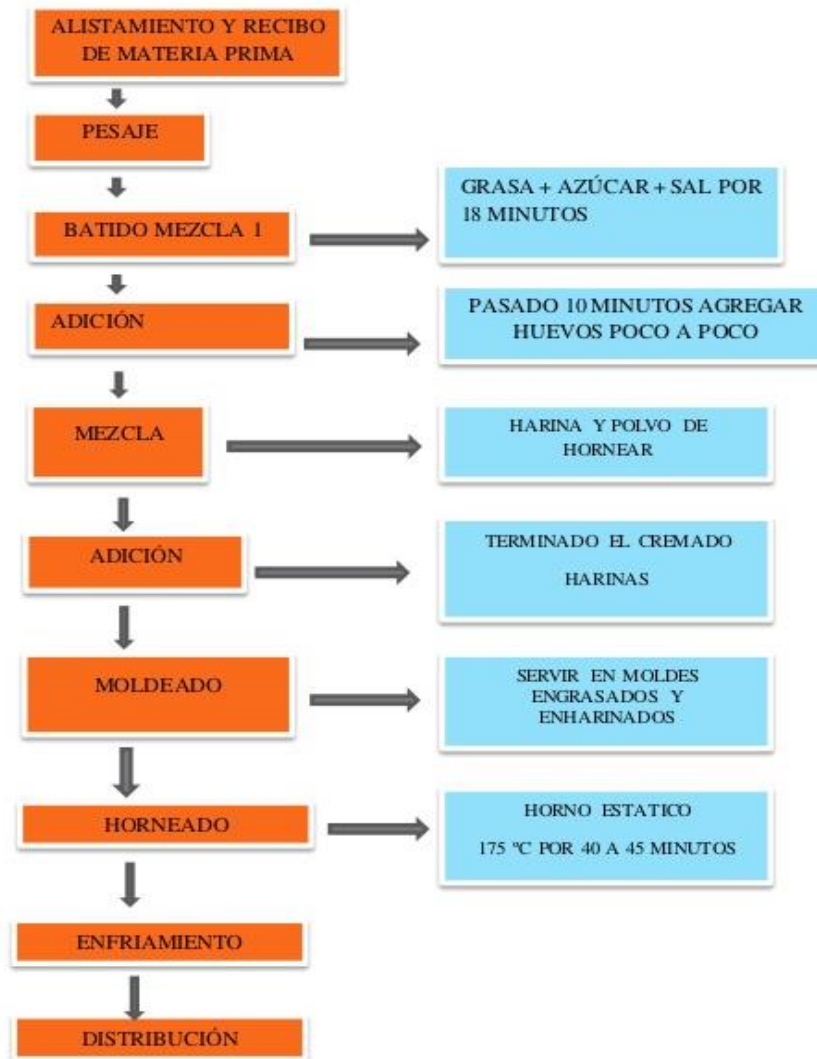 ALISTAMIENTO Y RECIBO
DE MATERIA PRIMA
PESAJE
BATIDO MEZCLA 1
GRASA + AZÚCAR + SAL POR
18 MINUTOS
ADICIÓN
PASADO 10 MINUTOS AGREGAR
HUEVOS POCO A POCO
MEZCLA
HARINA Y POLVO DE
HORNEAR
ADICIÓN
TERMINADO EL CREMADO
HARINAS
MOLDEADO
SERVIR EN MOLDES
ENGRASADOS Y
ENHARINADOS
HORNEADO
HORNO ESTATICO
175 ºC POR 40 A 45 MINUTOS
ENFRIAMIENTO
DISTRIBUCIÓN